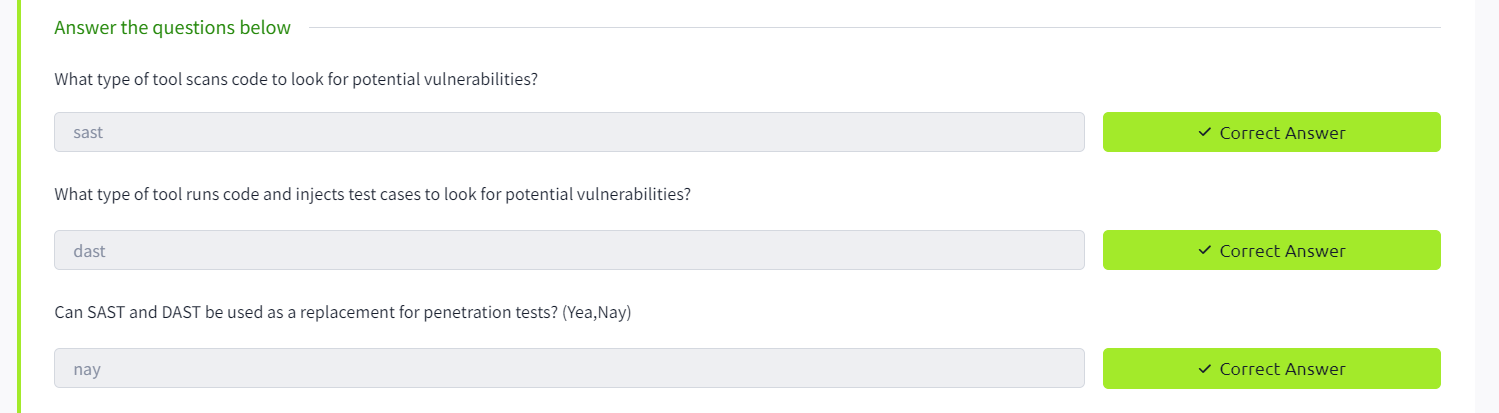 Answer the questions below
What type of tool scans code to look for potential vulnerabilities?
sast
Correct Answer
What type of tool runs code and injects test cases to look for potential vulnerabilities?
dast
Correct Answer
Can SAST and DAST be used as a replacement for penetration tests? (Yea,Nay)
nay
Correct Answer